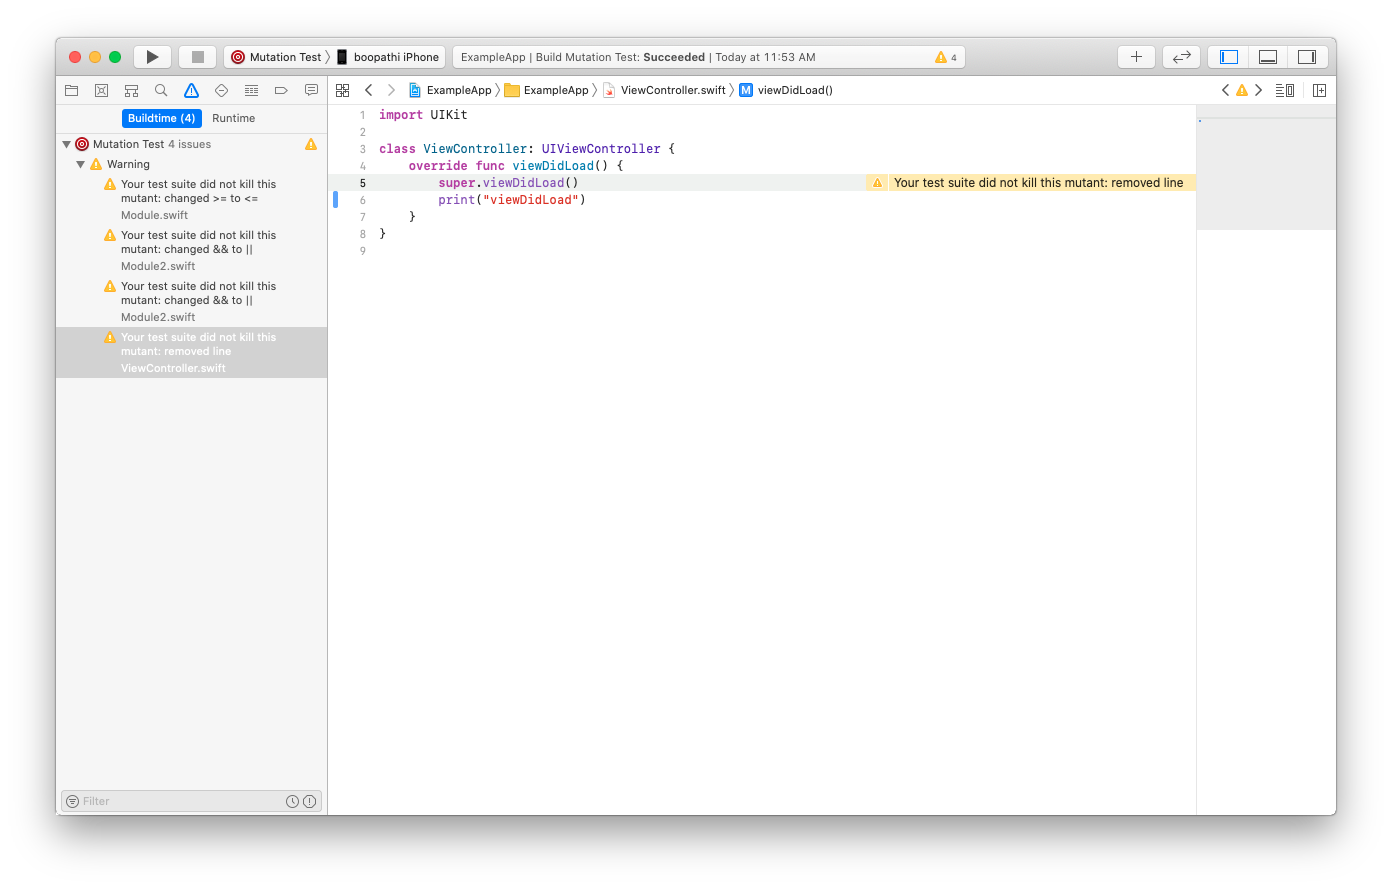 Mutation Test 〉 boopathi iPhone
ExampleApp | Build Mutation Test: Succeeded | Today at 11:53 AM
4
ExampleApp 〉 ExampleApp 〉 ViewController.swift 〉 M viewDidLoad()
Buildtime (4) Runtime
Mutation Test 4 issues
Warning
Your test suite did not kill this
mutant: changed >= to <=
Module.swift
Your test suite did not kill this
mutant: changed && to ||
Module2.swift
Your test suite did not kill this
mutant: changed && to ||
Module2.swift
Your test suite did not kill this
mutant: removed line
ViewController.swift
Filter
1 import UIKit
2
3 class ViewController: UIViewController {
4 override func viewDidLoad() {
5 super.viewDidLoad() Your test suite did not kill this mutant: removed line
6 print("viewDidLoad")
7 }
8 }
9